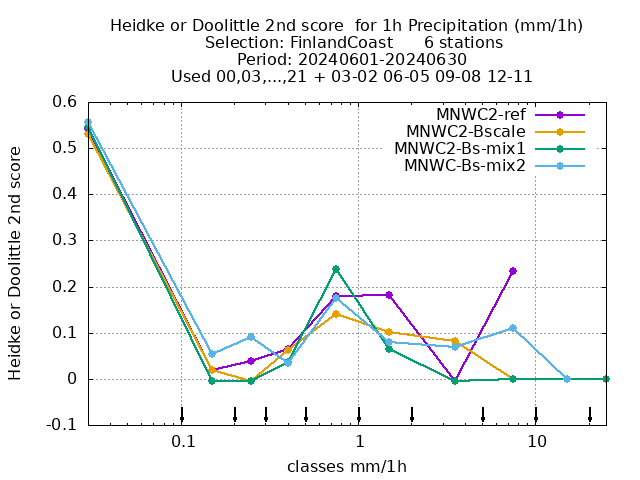 Heidke or Doolittle 2nd score  for 1h Precipitation (mm/1h)
Selection: FinlandCoast      6 stations
Period: 20240601-20240630
Used 00,03,...,21 + 03-02 06-05 09-08 12-11
MNWC2-ref
MNWC2-Bscale
MNWC2-Bs-mix1
MNWC-Bs-mix2
Heidke or Doolittle 2nd score
0.6
0.5
0.4
0.3
0.2
0.1
0
-0.1
0.1 1 10
classes mm/1h